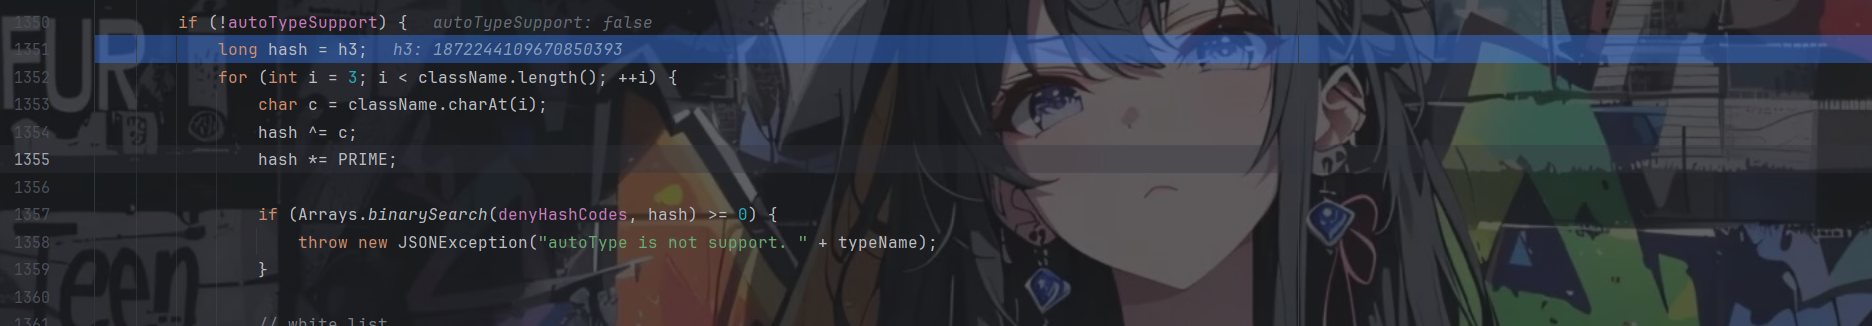 1350 if (!autoTypeSupport) { autoTypeSupport: false
1351 long hash = h3; h3: 1872244109670850393
1352 for (int i = 3; i < className.length(); ++i) {
1353 char c = className.charAt(i);
1354 hash ^= c;
1355 hash *= PRIME;
1356
1357 if (Arrays.binarySearch(denyHashCodes, hash) >= 0) {
1358 throw new JSONException("autoType is not support. " + typeName);
1359 }
1360
1361 // white list
FUR
een